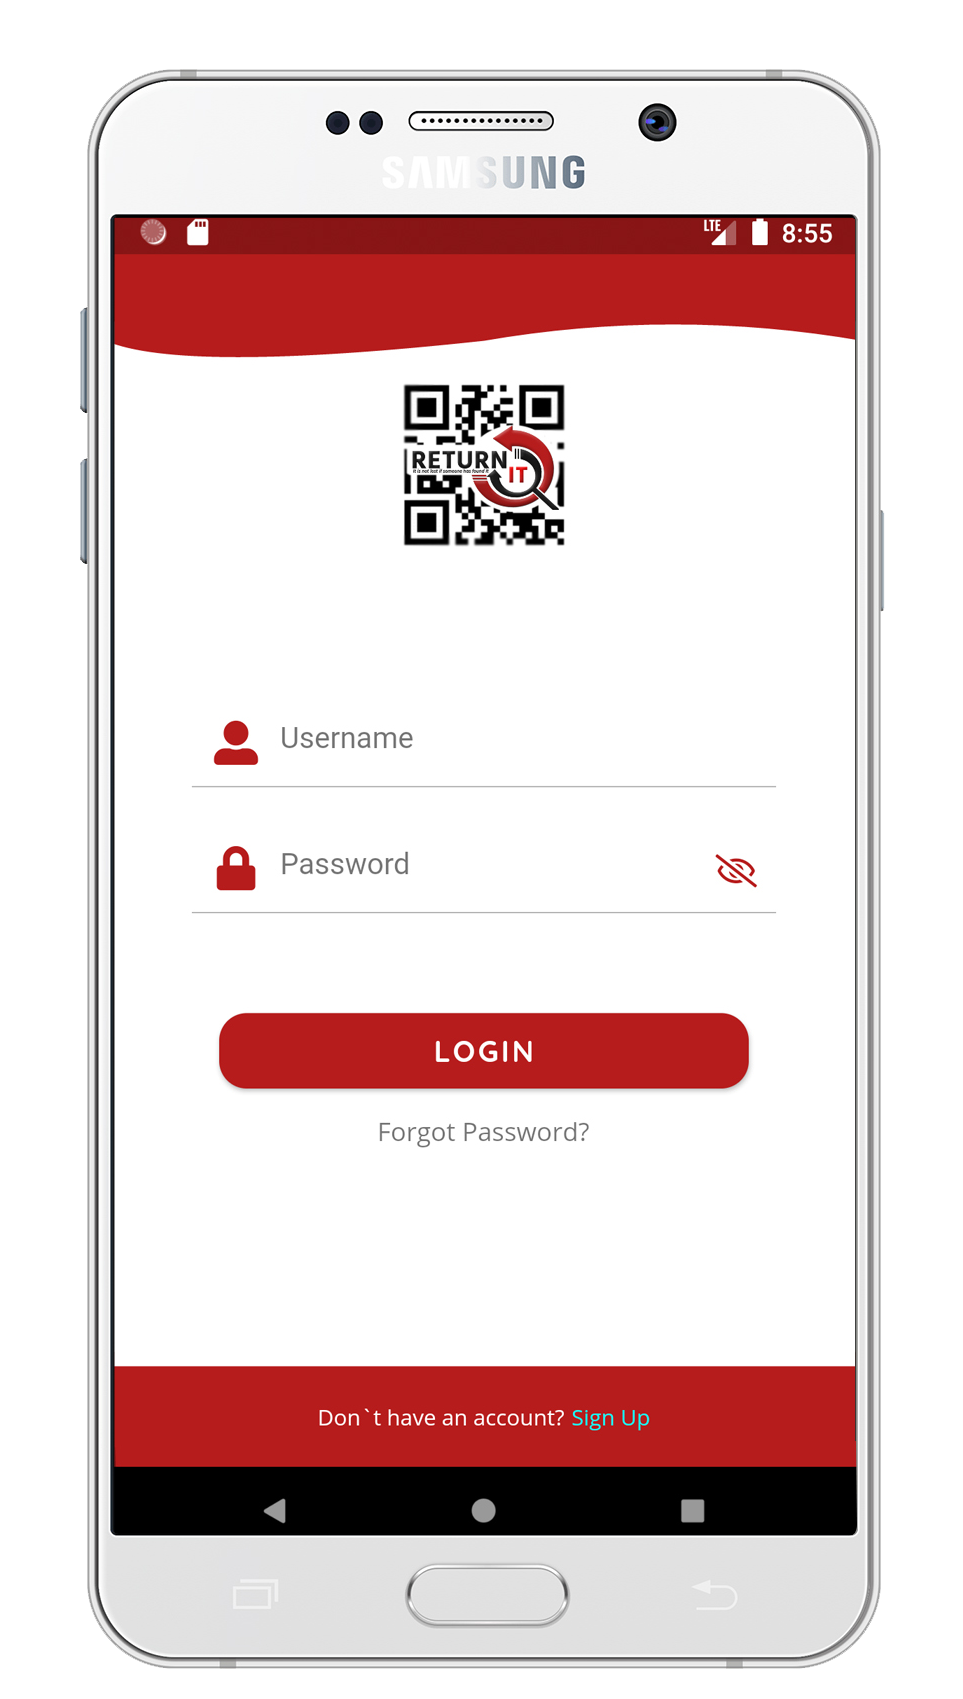 SAMSUNG
LTE 8:55
RETURN
It is not lost if someone has found it
IT
Username
Password
LOGIN
Forgot Password?
Don`t have an account? Sign Up